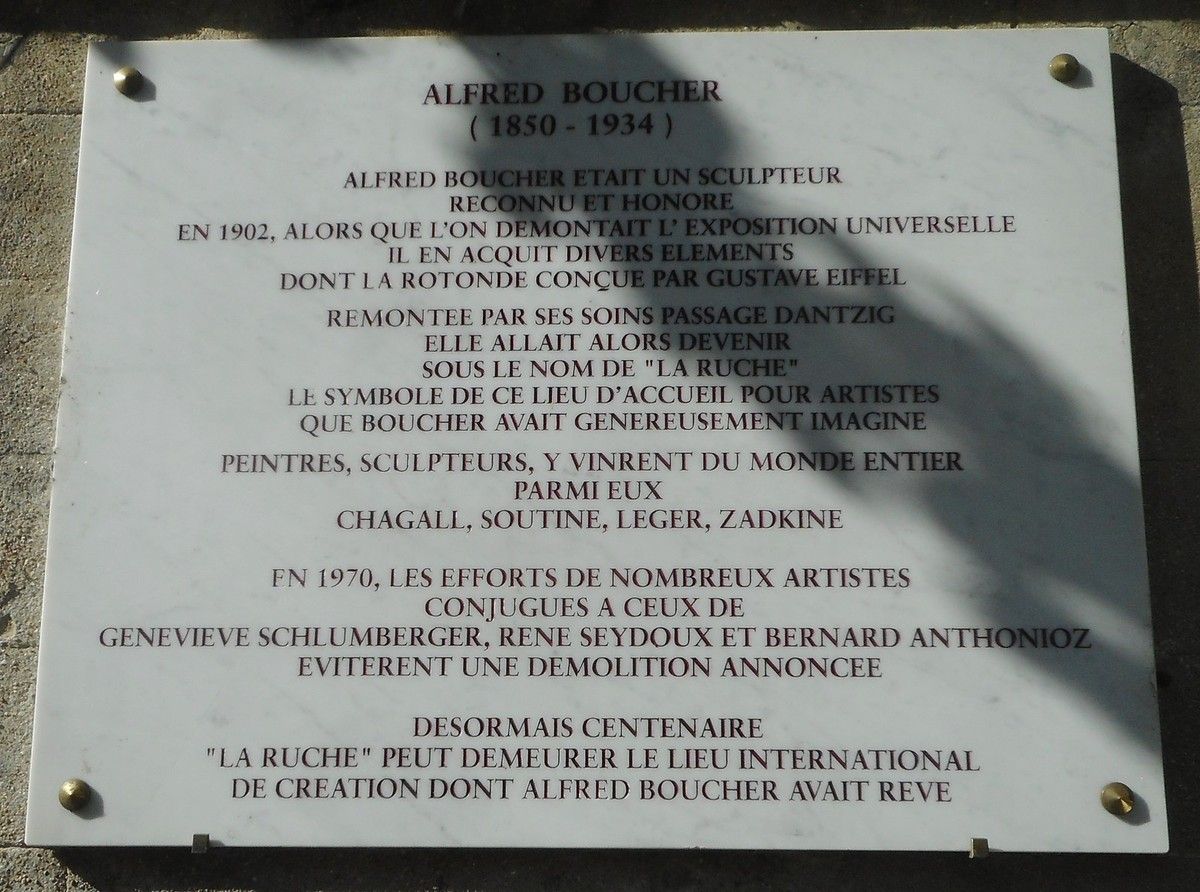 ALFRED BOUCHER
( 1850 - 1934 )
ALFRED BOUCHER ETAIT UN SCULPTEUR
RECONNU ET HONORE
EN 1902, ALORS QUE L'ON DEMONTAIT L' EXPOSITION UNIVERSELLE
IL EN ACQUIT DIVERS ELEMENTS
DONT LA ROTONDE CONÇUE PAR GUSTAVE EIFFEL
REMONTEE PAR SES SOINS PASSAGE DANTZIG
ELLE ALLAIT ALORS DEVENIR
SOUS LE NOM DE "LA RUCHE"
LE SYMBOLE DE CE LIEU D'ACCUEIL POUR ARTISTES
QUE BOUCHER AVAIT GENEREUSEMENT IMAGINE
PEINTRES, SCULPTEURS, Y VINRENT DU MONDE ENTIER
PARMI EUX
CHAGALL, SOUTINE, LEGER, ZADKINE
EN 1970, LES EFFORTS DE NOMBREUX ARTISTES
CONJUGUES A CEUX DE
GENEVIEVE SCHLUMBERGER, RENE SEYDOUX ET BERNARD ANTHONIOZ
EVITERENT UNE DEMOLITION ANNONCEE
DESORMAIS CENTENAIRE
"LA RUCHE" PEUT DEMEURER LE LIEU INTERNATIONAL
DE CREATION DONT ALFRED BOUCHER AVAIT REVE